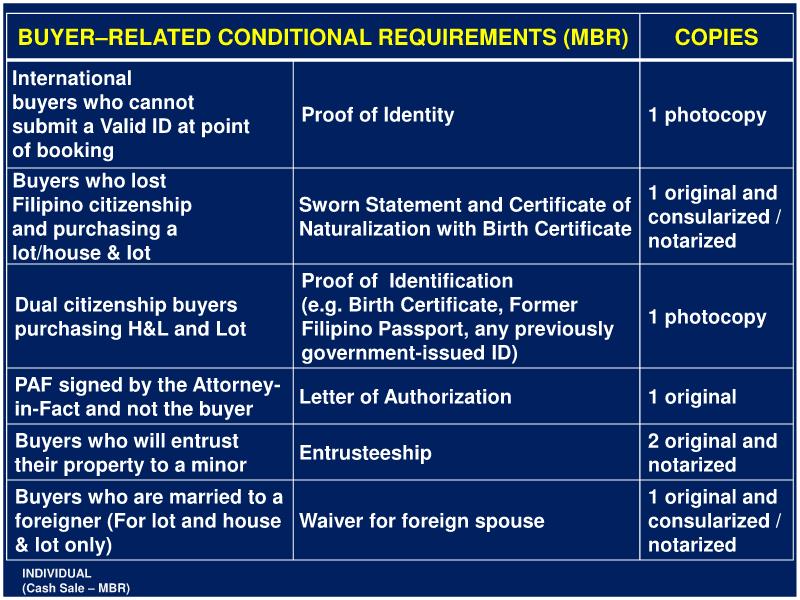 BUYER–RELATED CONDITIONAL REQUIREMENTS (MBR)
COPIES
International
buyers who cannot
submit a Valid ID at point
of booking
Proof of Identity
1 photocopy
Buyers who lost
Filipino citizenship
and purchasing a
lot/house & lot
Sworn Statement and Certificate of
Naturalization with Birth Certificate
1 original and
consularized /
notarized
Dual citizenship buyers
purchasing H&L and Lot
Proof of Identification
(e.g. Birth Certificate, Former
Filipino Passport, any previously
government-issued ID)
1 photocopy
PAF signed by the Attorney-
in-Fact and not the buyer
Letter of Authorization
1 original
Buyers who will entrust
their property to a minor
Entrusteeship
2 original and
notarized
Buyers who are married to a
foreigner (For lot and house
& lot only)
Waiver for foreign spouse
1 original and
consularized /
notarized
INDIVIDUAL
(Cash Sale – MBR)